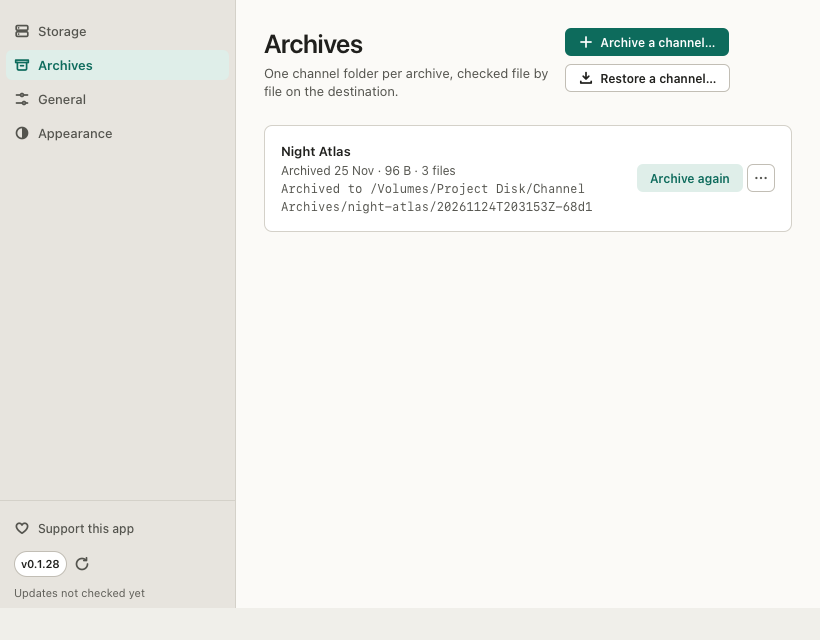 Storage
Archives
General
Appearance
Support this app
v0.1.28
Updates not checked yet
Archives
One channel folder per archive, checked file by
file on the destination.
Archive a channel...
Restore a channel...
Night Atlas
Archived 25 Nov · 96 B · 3 files
Archived to /Volumes/Project Disk/Channel
Archives/night-atlas/20261124T203153Z-68d1
Archive again